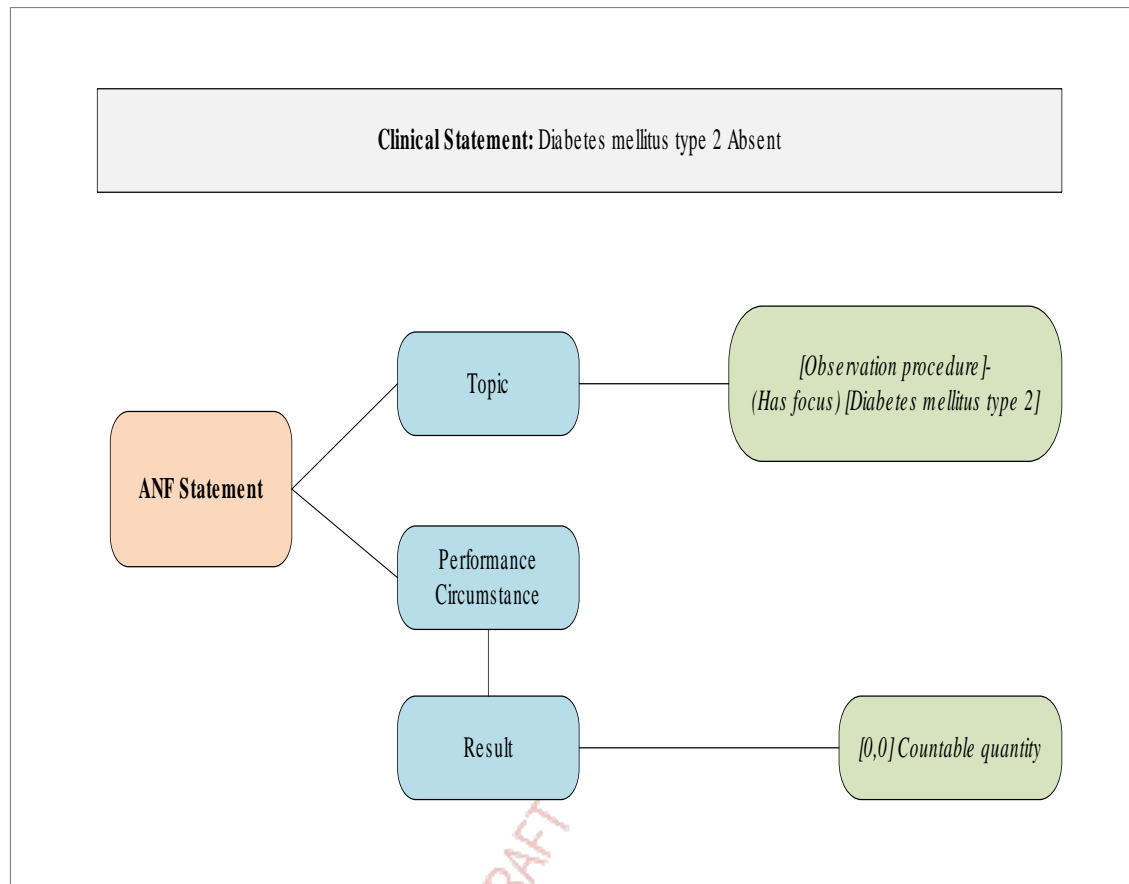 Clinical Statement: Diabetes mellitus type 2 Absent
Topic
[Observation procedure]-
(Has focus) [Diabetes mellitus type 2]
ANF Statement
Performance
Circumstance
Result
[0,0] Countable quantity